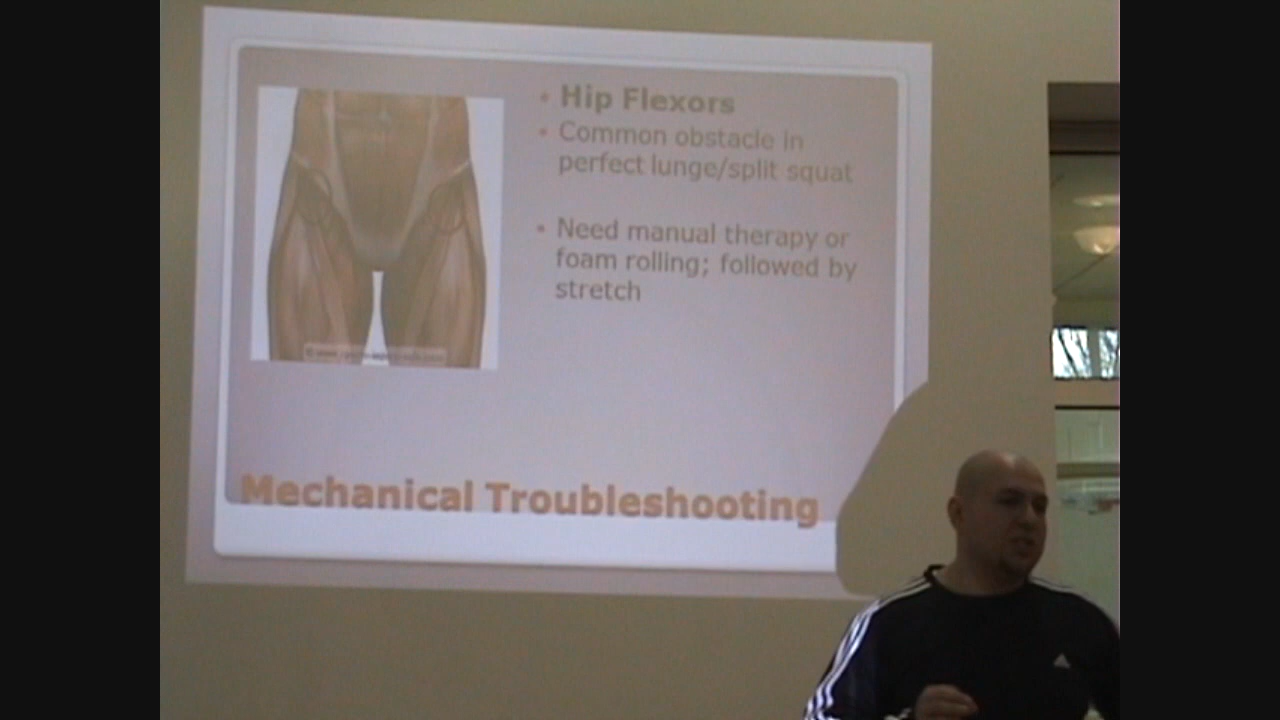 • Hip Flexors
• Common obstacle in
perfect lunge/split squat
• Need manual therapy or
foam rolling; followed by
stretch
Mechanical Troubleshooting